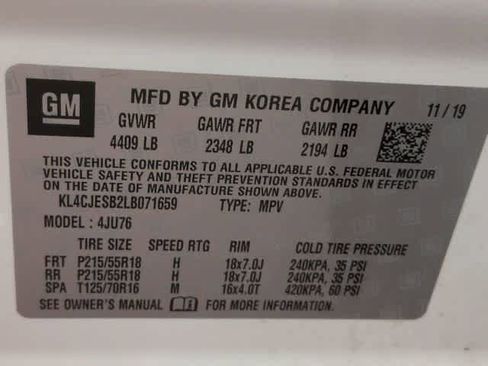 GM
MFD BY GM KOREA COMPANY 11/19
GVWR GAWR FRT GAWR RR
4409 LB 2348 LB 2194 LB
THIS VEHICLE CONFORMS TO ALL APPLICABLE U.S. FEDERAL MOTOR
VEHICLE SAFETY AND THEFT PREVENTION STANDARDS IN EFFECT
ON THE DATE OF MANUFACTURE SHOWN ABOVE.
KL4CJESB2LB071659 TYPE: MPV
MODEL : 4JU76
TIRE SIZE SPEED RTG RIM COLD TIRE PRESSURE
FRT P215/55R18 H 18x7.0J 240KPA, 35 PSI
RR P215/55R18 H 18x7.0J 240KPA, 35 PSI
SPA T125/70R16 M 16x4.0T 420KPA, 60 PSI
SEE OWNER'S MANUAL FOR MORE INFORMATION